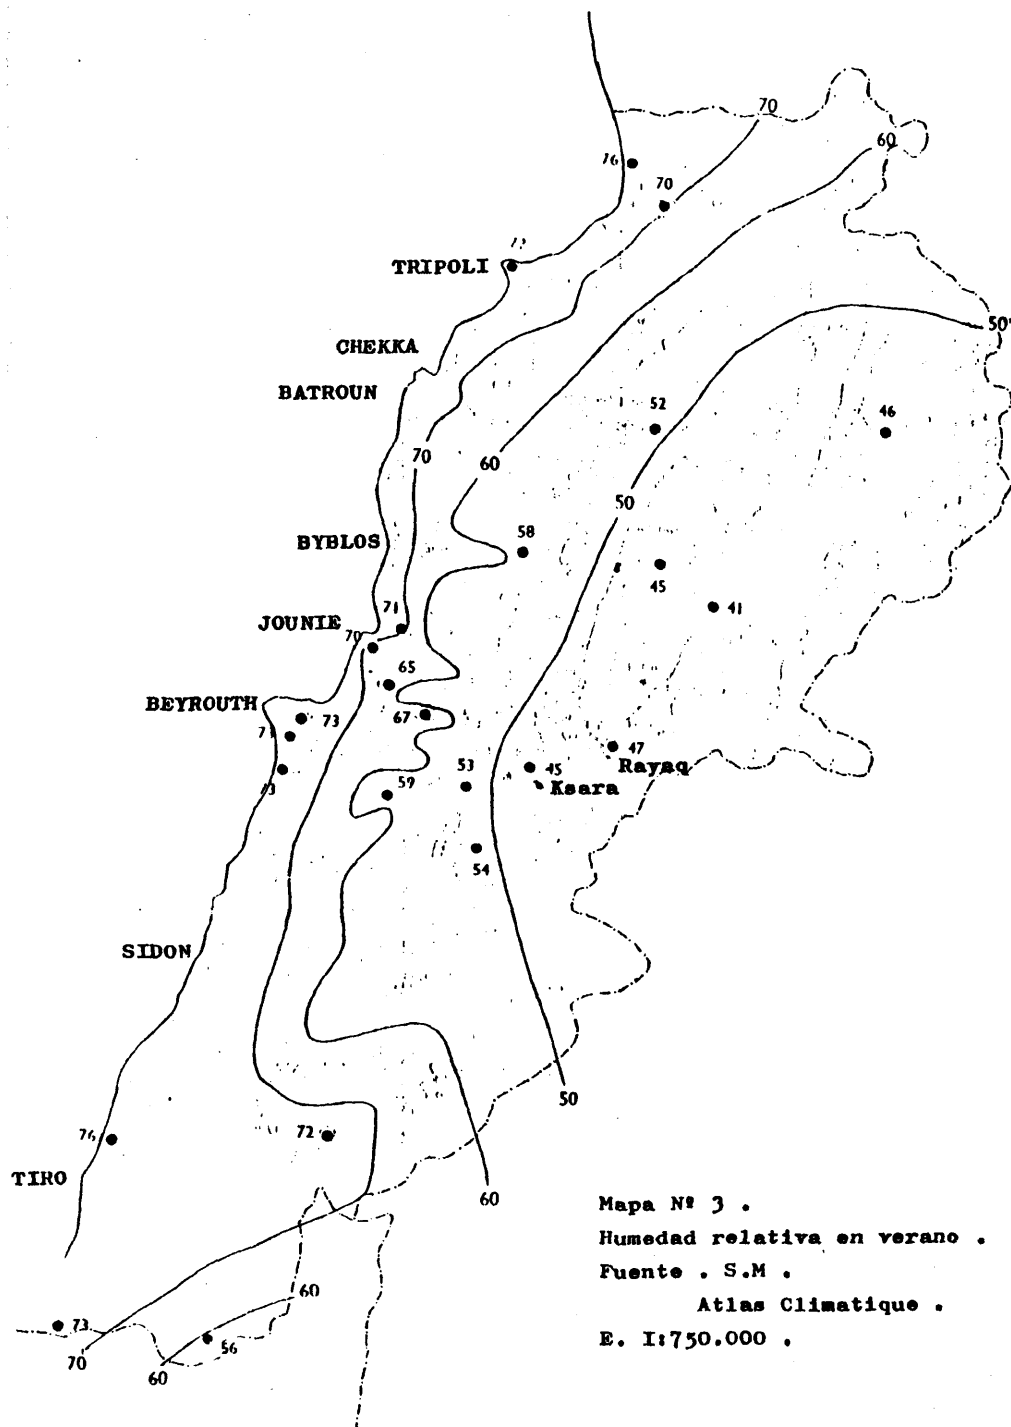 70
60
76
70
TRIPOLI
50
CHEKKA
BATROUN
52
46
70
60
50
BYBLOS
58
45
41
71
JOUNIE
70
65
BEYROUTH
73
67
47
Rayaq
45
Ksara
53
59
54
SIDON
50
76
72
TIRO
60
Mapa Nº 3 .
Humedad relativa en verano .
Fuente . S.M .
Atlas Climatique .
E. I:750.000 .
60
73
56
70
60